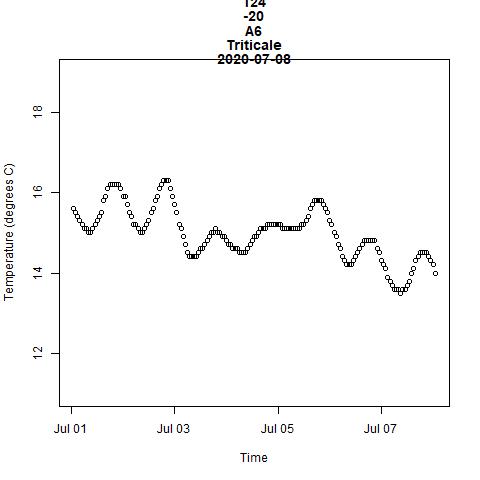 124
-20
A6
Triticale
2020-07-08
Temperature (degrees C)
18
16
14
12
Jul 01 Jul 03 Jul 05 Jul 07
Time